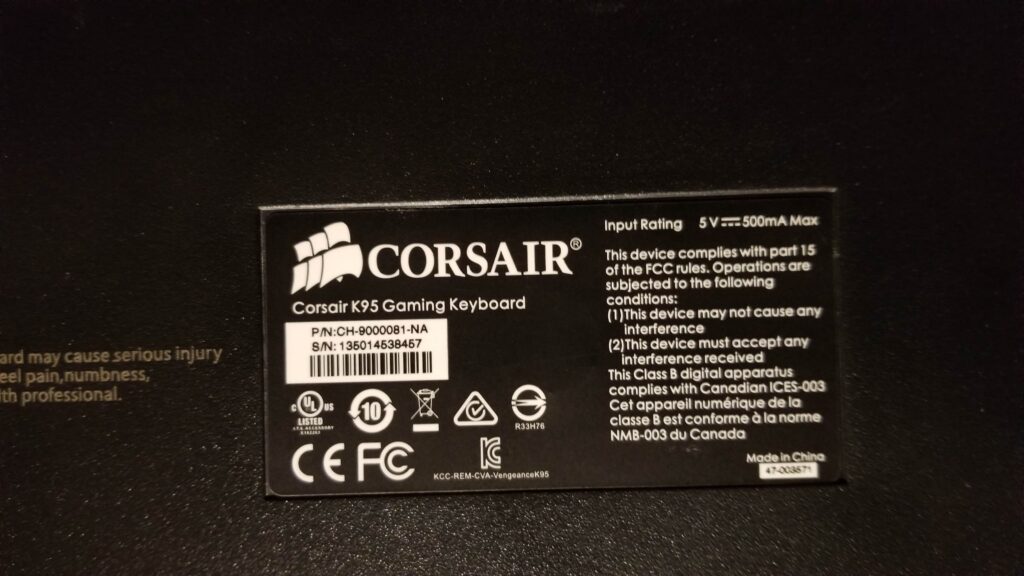 CORSAIR®
Corsair K95 Gaming Keyboard
P/N:CH-9000081-NA
S/N: 135014538457
c UL US
LISTED
10
R33H76
CE FC
KCC-REM-CVA-VengeanceK95
Input Rating 5 V⎓500mA Max
This device complies with part 15
of the FCC rules. Operations are
subjected to the following
conditions:
(1)This device may not cause any
interference
(2)This device must accept any
interference received
This Class B digital apparatus
complies with Canadian ICES-003
Cet appareil numérique de la
classe B est conforme à la norme
NMB-003 du Canada
Made in China
47-003571
ard may cause serious injury
eel pain,numbness,
ith professional.